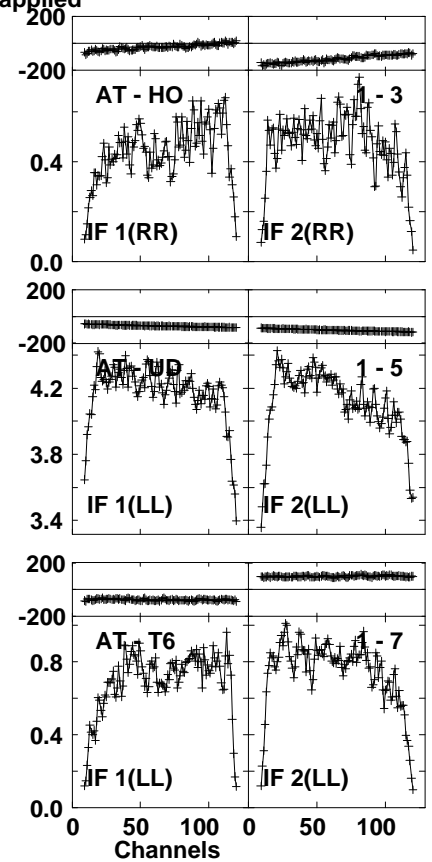 applied
200
-200
AT - HO 1 - 3
0.4
IF 1(RR) IF 2(RR)
0.0
200
-200
AT - UD 1 - 5
4.2
3.8
IF 1(LL) IF 2(LL)
3.4
200
-200
AT - T6 1 - 7
0.8
0.4
IF 1(LL) IF 2(LL)
0.0
0 50 100 0 50 100
Channels